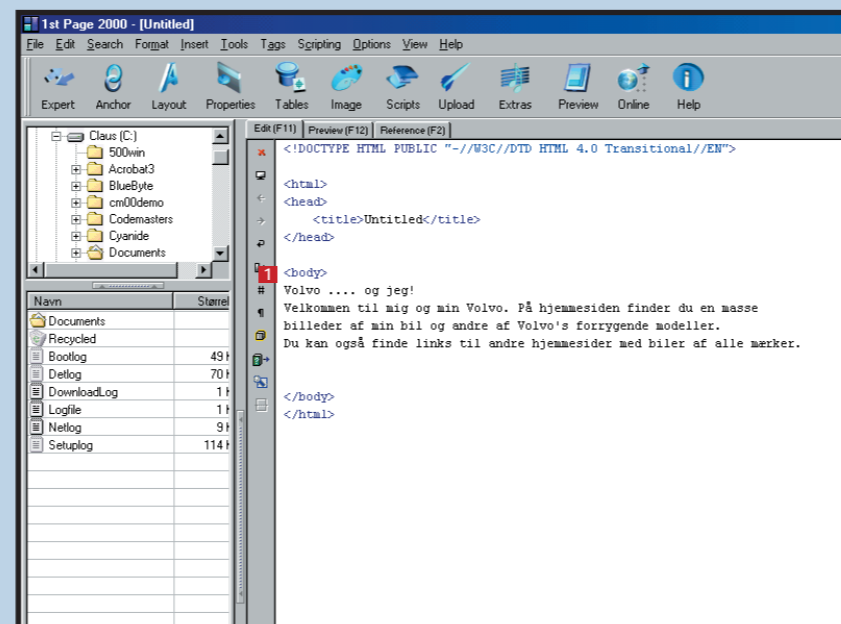 1st Page 2000 - [Untitled]
File Edit Search Format Insert Tools Tags Scripting Options View Help
Expert Anchor Layout Properties Tables Image Scripts Upload Extras Preview Online Help
Claus (C:)
500win
Acrobat3
BlueByte
cm00demo
Codemasters
Cyanide
Documents
Navn Størrel
Documents
Recycled
Bootlog 49 k
Detlog 70 k
DownloadLog 1 k
Logfile 1 k
Netlog 9 k
Setuplog 114 k
Edit (F11) Preview (F12) Reference (F2)
<!DOCTYPE HTML PUBLIC "-//W3C//DTD HTML 4.0 Transitional//EN">
<html>
<head>
<title>Untitled</title>
</head>
1
<body>
Volvo .... og jeg!
Velkommen til mig og min Volvo. På hjemmesiden finder du en masse
billeder af min bil og andre af Volvo's forrygende modeller.
Du kan også finde links til andre hjemmesider med biler af alle mærker.
</body>
</html>